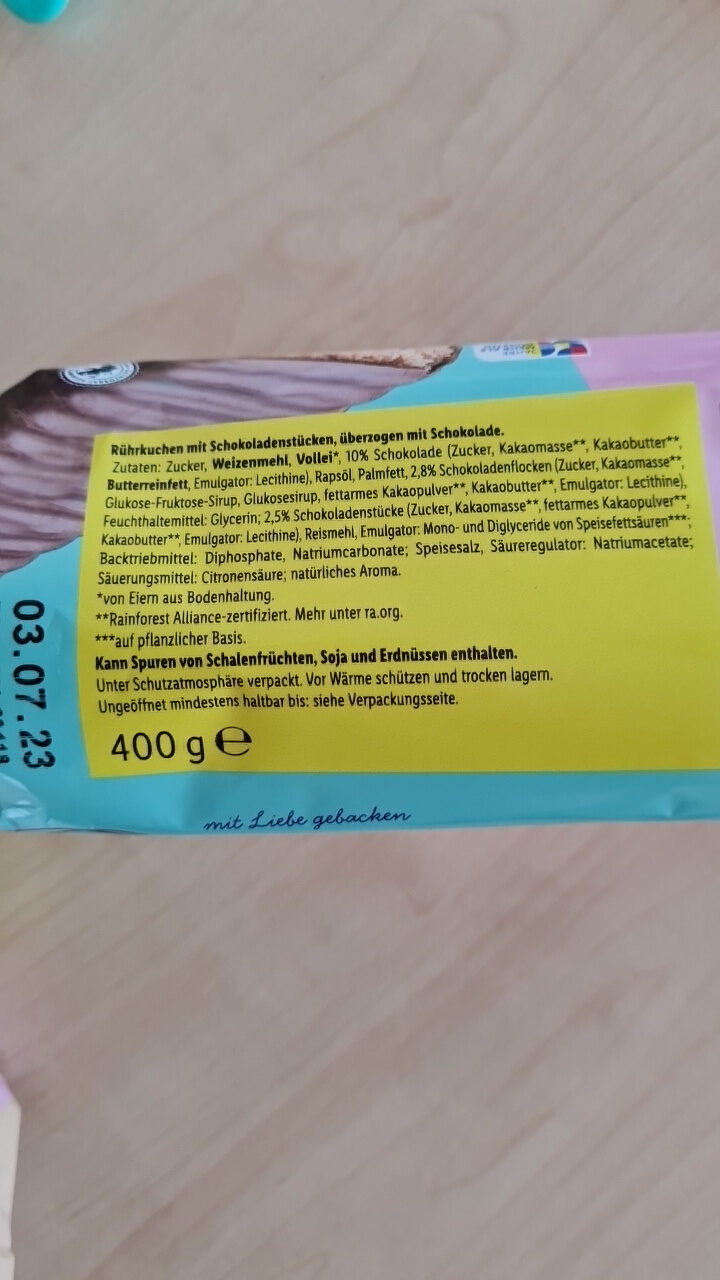 Rührkuchen mit Schokoladenstücken, überzogen mit Schokolade.
Zutaten: Zucker, Weizenmehl, Vollei*, 10% Schokolade (Zucker, Kakaomasse**, Kakaobutter**,
Butterreinfett, Emulgator: Lecithine), Rapsöl, Palmfett, 2,8% Schokoladenflocken (Zucker, Kakaomasse**,
Glukose-Fruktose-Sirup, Glukosesirup, fettarmes Kakaopulver**, Kakaobutter**, Emulgator: Lecithine),
Feuchthaltemittel: Glycerin; 2,5% Schokoladenstücke (Zucker, Kakaomasse**, fettarmes Kakaopulver**,
Kakaobutter**, Emulgator: Lecithine), Reismehl, Emulgator: Mono- und Diglyceride von Speisefettsäuren***;
Backtriebmittel: Diphosphate, Natriumcarbonate; Speisesalz, Säureregulator: Natriumacetate;
Säuerungsmittel: Citronensäure; natürliches Aroma.
*von Eiern aus Bodenhaltung.
**Rainforest Alliance-zertifiziert. Mehr unter ra.org.
***auf pflanzlicher Basis.
Kann Spuren von Schalenfrüchten, Soja und Erdnüssen enthalten.
Unter Schutzatmosphäre verpackt. Vor Wärme schützen und trocken lagern.
Ungeöffnet mindestens haltbar bis: siehe Verpackungsseite.
400 g e
03.07.23
mit Liebe gebacken